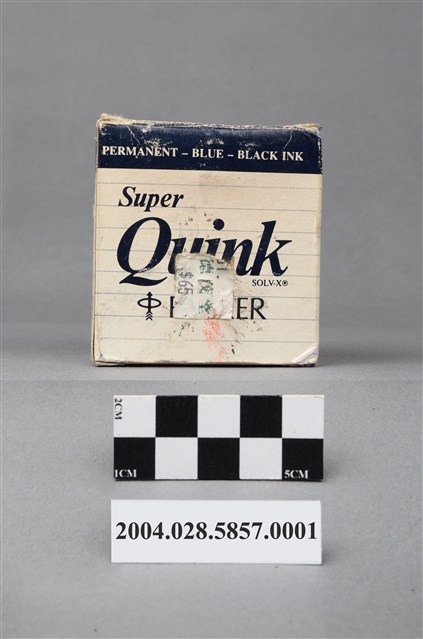 PERMANENT – BLUE – BLACK INK
Super
Quink
SOLV-X®
$65
2CM
1CM
5CM
2004.028.5857.0001